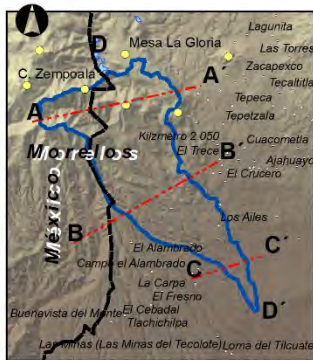 Lagunita
D
Mesa La Gloria
Las Torres
Zacapexco
C. Zempoala
A´
Tecaltitla
Tepeca
A
Tepetzala
Kilzmetro 2.050
Cuacometla
Morelos
El Trece
B´
Ajahuayo
El Crucero
México
Los Ailes
B
El Alambrado
C´
Campo el Alambrado
C
La Carpa
El Fresno
D´
Buenavista del Monte
El Cebadal
Tlachichilpa
Las Minas (Las Minas del Tecolote)
Loma del Tilcuate